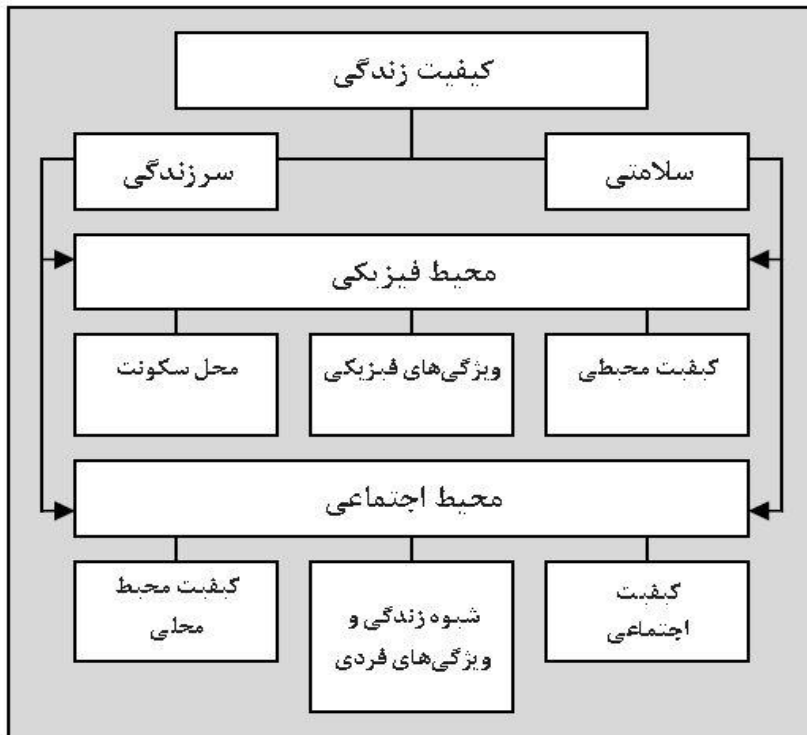 کیفیت زندگی
سلامتی
سرزندگی
محیط فیزیکی
کیفیت محیطی
ویژگی‌های فیزیکی
محل سکونت
محیط اجتماعی
کیفیت
اجتماعی
شیوه زندگی و
ویژگی‌های فردی
کیفیت محیط
محلی